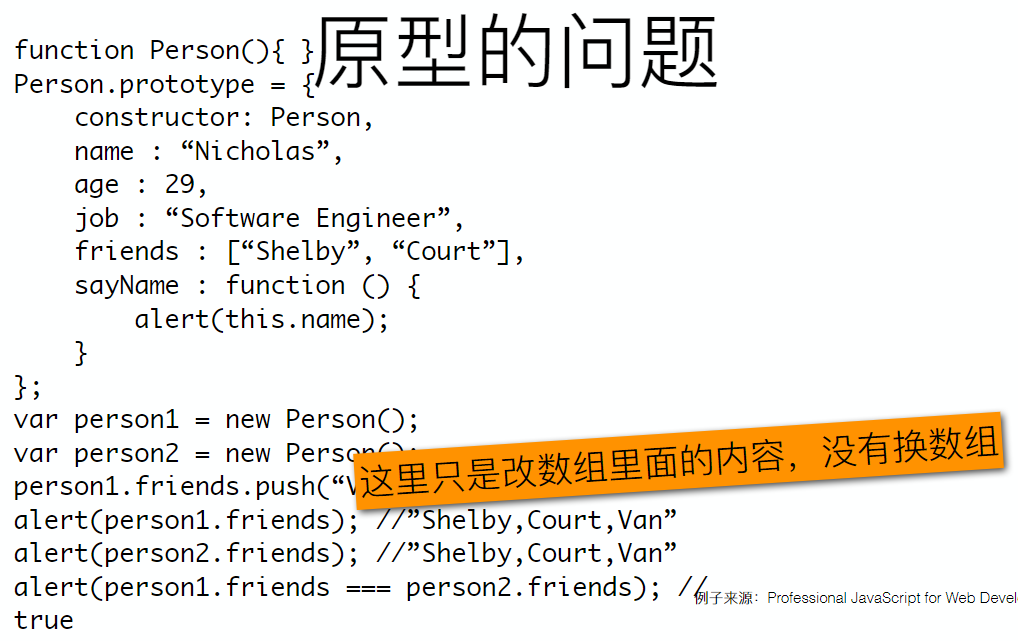 原型的问题
function Person(){ }
Person.prototype = {
constructor: Person,
name : “Nicholas”,
age : 29,
job : “Software Engineer”,
friends : [“Shelby”, “Court”],
sayName : function () {
alert(this.name);
}
};
var person1 = new Person();
var person2 = new Person();
这里只是改数组里面的内容，没有换数组
person1.friends.push(“V
alert(person1.friends); //”Shelby,Court,Van”
alert(person2.friends); //”Shelby,Court,Van”
alert(person1.friends === person2.friends); //
true
例子来源：Professional JavaScript for Web Devel